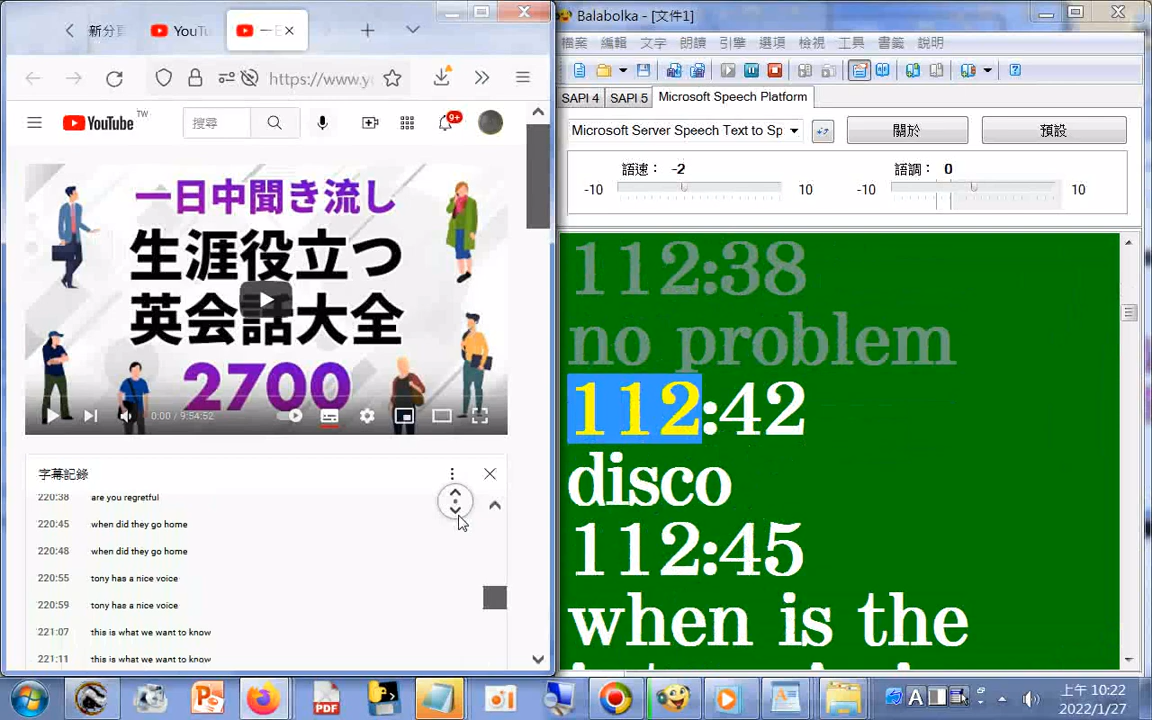 YouTu
一日
https://www.yo
YouTube
TW
搜尋
9+
一日中聞き流し
生涯役立つ
英会話大全
2700
0:00 / 9:54:52
字幕記錄
220:38 are you regretful
220:45 when did they go home
220:48 when did they go home
220:55 tony has a nice voice
220:59 tony has a nice voice
221:07 this is what we want to know
221:11 this is what we want to know
Balabolka - [文件1]
檔案 編輯 文字 朗讀 引擎 選項 檢視 工具 書籤 說明
SAPI 4 SAPI 5 Microsoft Speech Platform
Microsoft Server Speech Text to Sp
關於 預設
語速： -2 語調： 0
-10 10 -10 10
112:38
no problem
112:42
disco
112:45
when is the
PDF
A
上午 10:22
2022/1/27